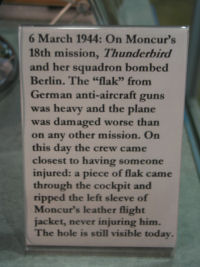 6 March 1944: On Moncur's
18th mission, Thunderbird
and her squadron bombed
Berlin. The “flak” from
German anti-aircraft guns
was heavy and the plane
was damaged worse than
on any other mission. On
this day the crew came
closest to having someone
injured: a piece of flak came
through the cockpit and
ripped the left sleeve of
Moncur's leather flight
jacket, never injuring him.
The hole is still visible today.